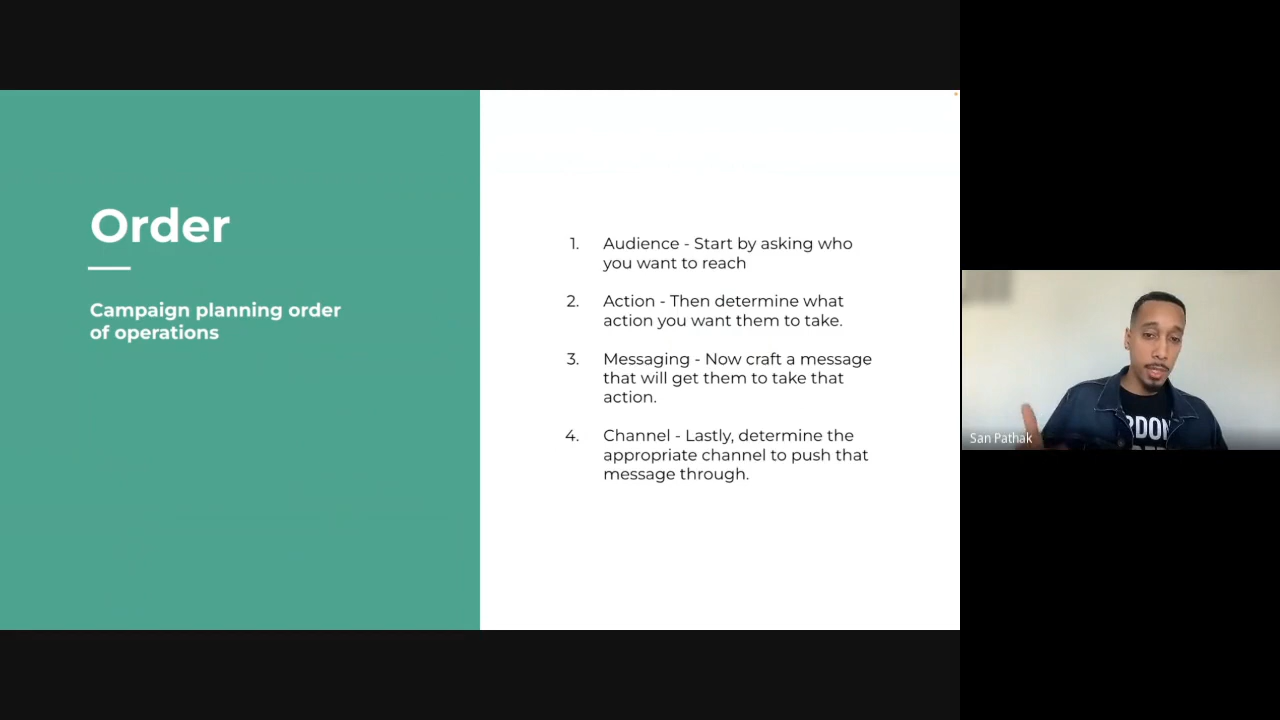 Order
Campaign planning order
of operations
1. Audience - Start by asking who
you want to reach
2. Action - Then determine what
action you want them to take.
3. Messaging - Now craft a message
that will get them to take that
action.
4. Channel - Lastly, determine the
appropriate channel to push that
message through.
San Pathak